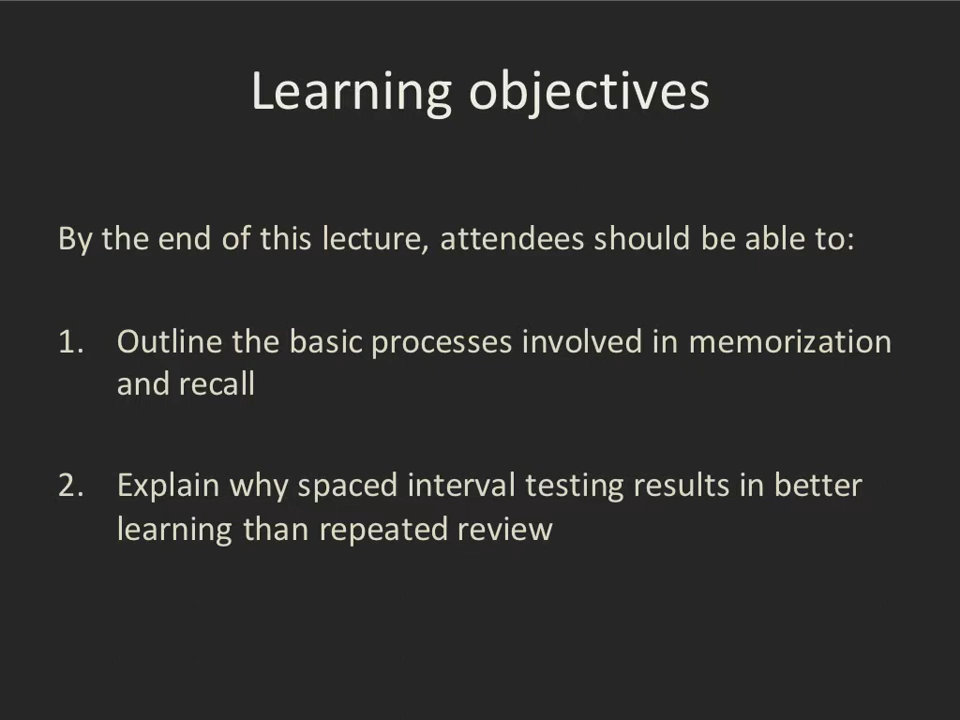 Learning objectives
By the end of this lecture, attendees should be able to:
1. Outline the basic processes involved in memorization
and recall
2. Explain why spaced interval testing results in better
learning than repeated review